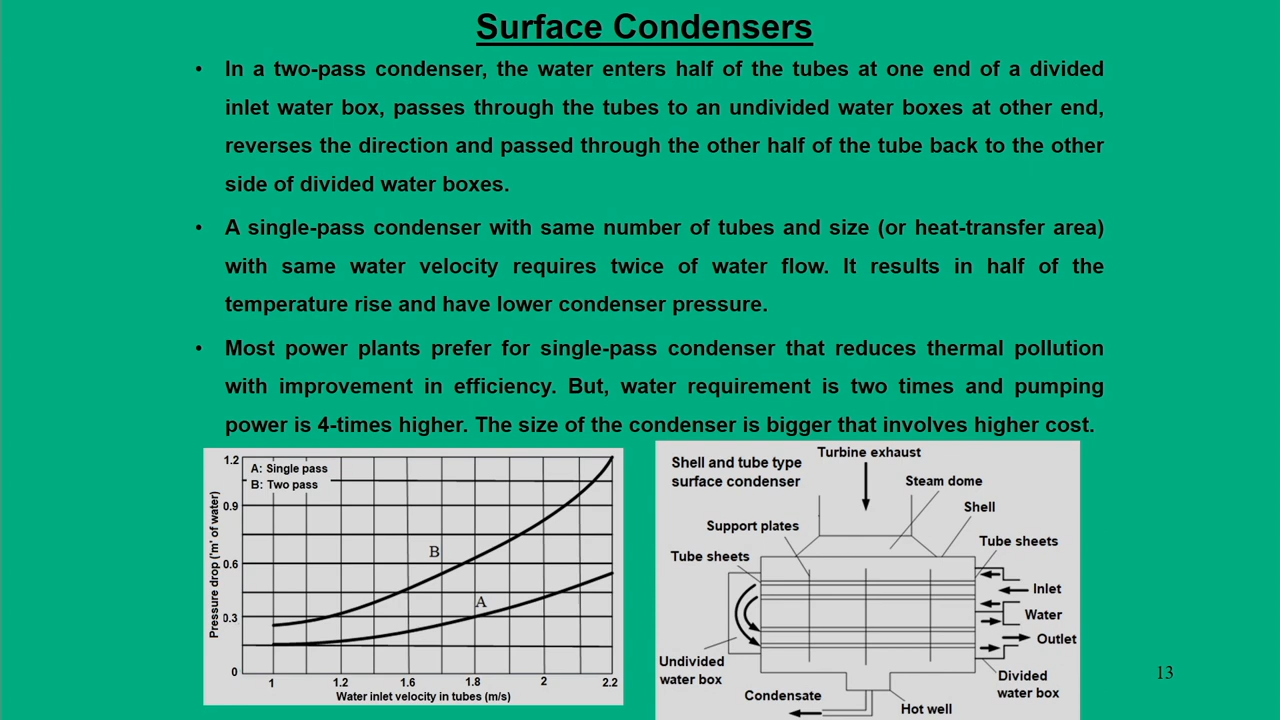 Surface Condensers
• In a two-pass condenser, the water enters half of the tubes at one end of a divided
inlet water box, passes through the tubes to an undivided water boxes at other end,
reverses the direction and passed through the other half of the tube back to the other
side of divided water boxes.
• A single-pass condenser with same number of tubes and size (or heat-transfer area)
with same water velocity requires twice of water flow. It results in half of the
temperature rise and have lower condenser pressure.
• Most power plants prefer for single-pass condenser that reduces thermal pollution
with improvement in efficiency. But, water requirement is two times and pumping
power is 4-times higher. The size of the condenser is bigger that involves higher cost.
A: Single pass
B: Two pass
1.2
0.9
0.6
0.3
0
Pressure drop ('m' of water)
B
A
1 1.2 1.6 1.8 2 2.2
Water inlet velocity in tubes (m/s)
Shell and tube type
surface condenser
Turbine exhaust
Steam dome
Shell
Support plates
Tube sheets
Tube sheets
Inlet
Water
Outlet
Undivided
water box
Divided
water box
Condensate
Hot well
13